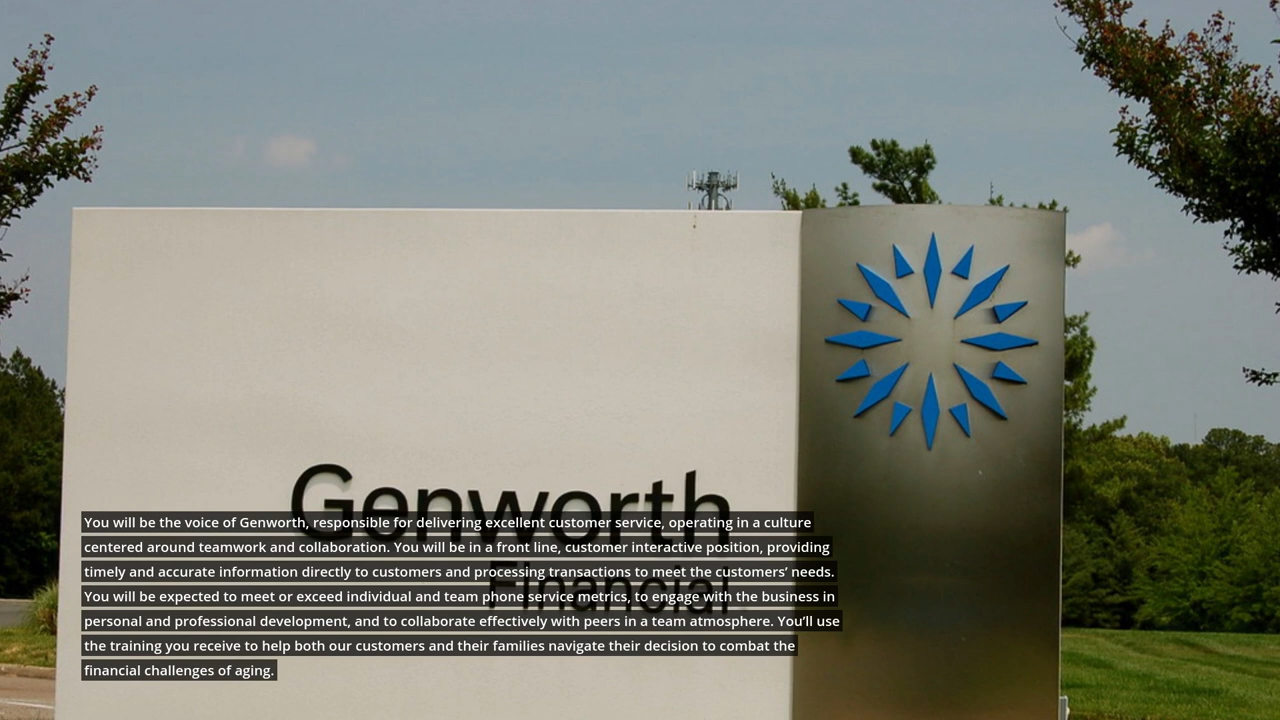 Genworth
Financial
You will be the voice of Genworth, responsible for delivering excellent customer service, operating in a culture
centered around teamwork and collaboration. You will be in a front line, customer interactive position, providing
timely and accurate information directly to customers and processing transactions to meet the customers’ needs.
You will be expected to meet or exceed individual and team phone service metrics, to engage with the business in
personal and professional development, and to collaborate effectively with peers in a team atmosphere. You’ll use
the training you receive to help both our customers and their families navigate their decision to combat the
financial challenges of aging.